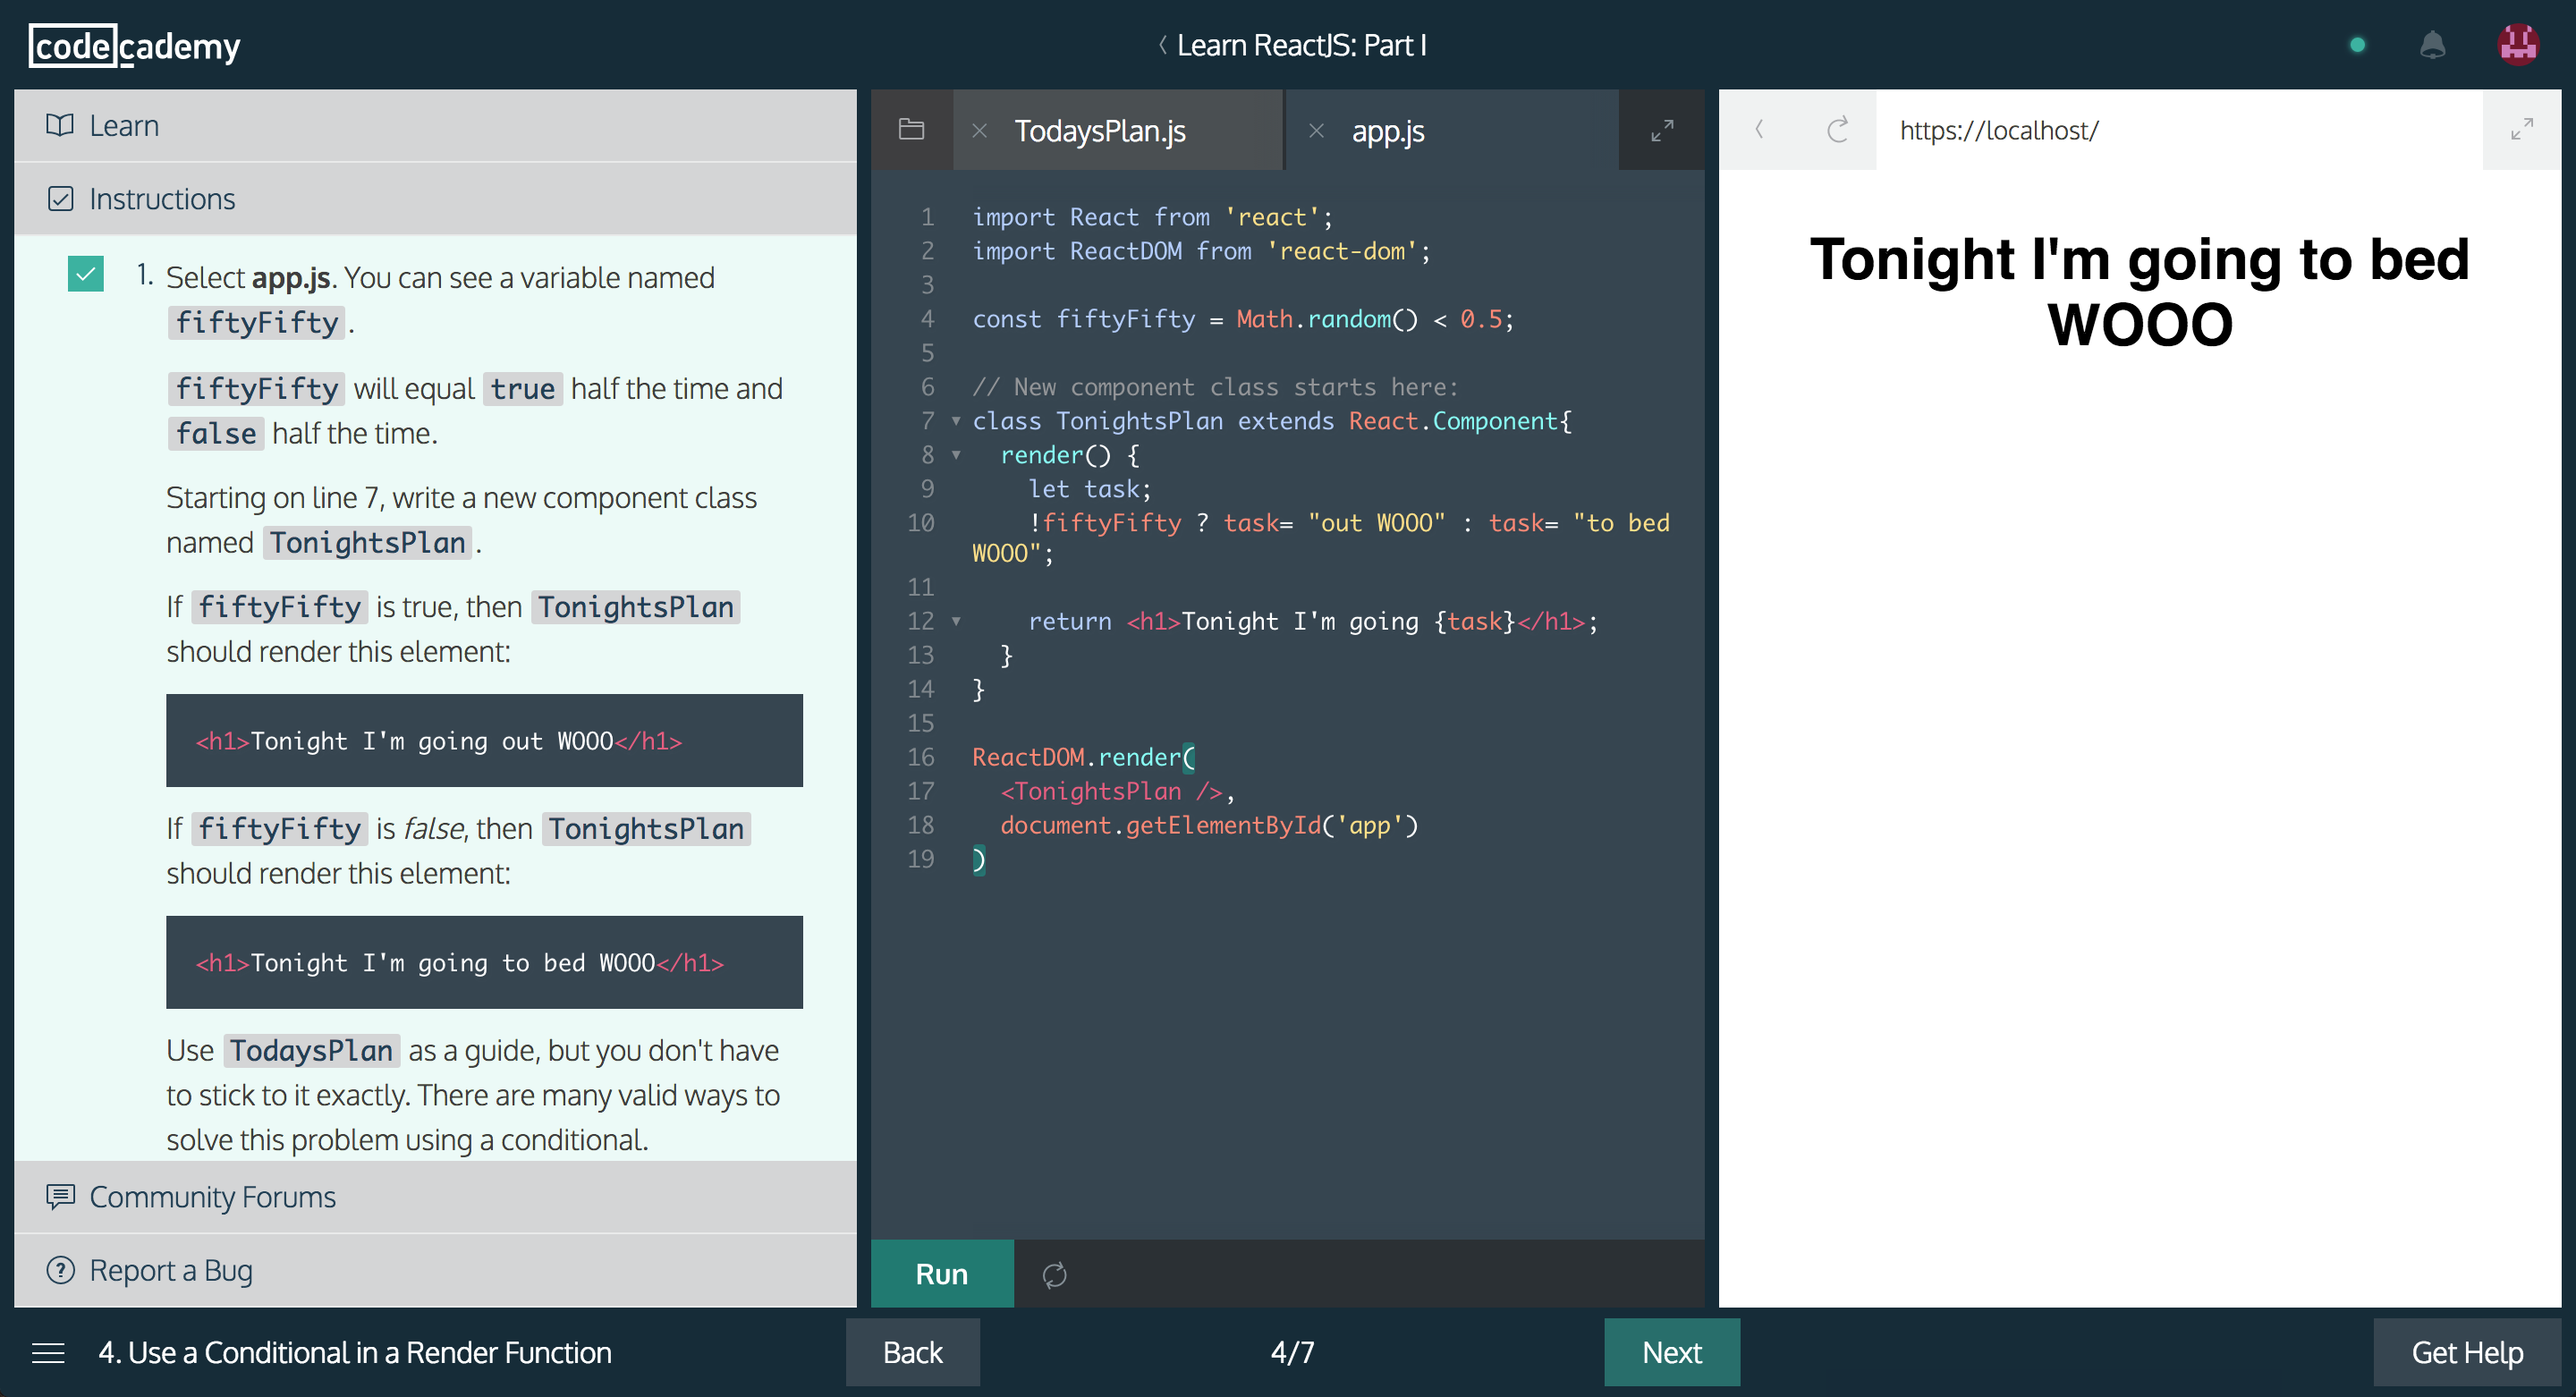 codecademy
Learn ReactJS: Part I
Learn
Instructions
1. Select app.js. You can see a variable named
fiftyFifty.
fiftyFifty will equal true half the time and
false half the time.
Starting on line 7, write a new component class
named TonightsPlan.
If fiftyFifty is true, then TonightsPlan
should render this element:
<h1>Tonight I'm going out WOOO</h1>
If fiftyFifty is false, then TonightsPlan
should render this element:
<h1>Tonight I'm going to bed WOOO</h1>
Use TodaysPlan as a guide, but you don't have
to stick to it exactly. There are many valid ways to
solve this problem using a conditional.
Community Forums
Report a Bug
TodaysPlan.js
app.js
1 import React from 'react';
2 import ReactDOM from 'react-dom';
3
4 const fiftyFifty = Math.random() < 0.5;
5
6 // New component class starts here:
7 class TonightsPlan extends React.Component{
8 render() {
9 let task;
10 !fiftyFifty ? task= "out WOOO" : task= "to bed
WOOO";
11
12 return <h1>Tonight I'm going {task}</h1>;
13 }
14 }
15
16 ReactDOM.render(
17 <TonightsPlan />,
18 document.getElementById('app')
19 )
Run
https://localhost/
Tonight I'm going to bed
WOOO
4. Use a Conditional in a Render Function
Back
4/7
Next
Get Help